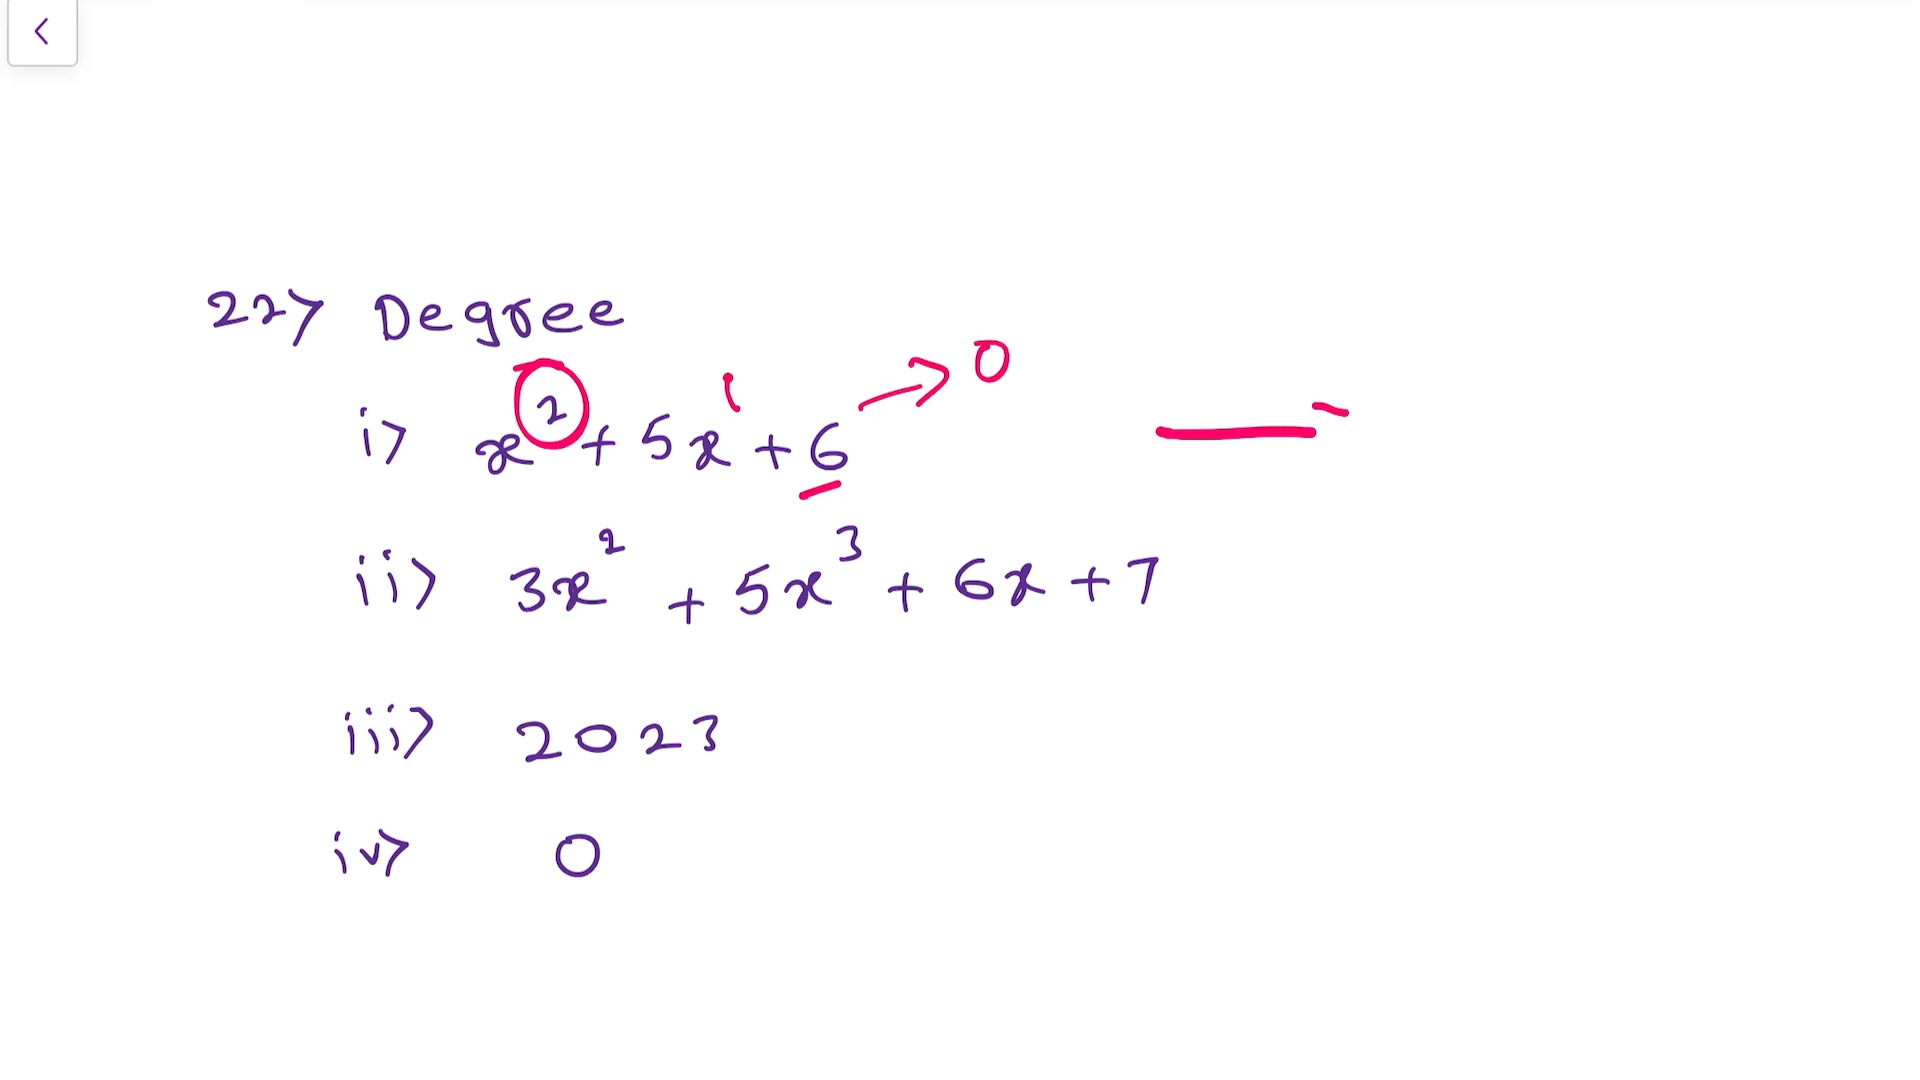 22> Degree
i> x² + 5x¹ + 6 → 0
ii> 3x² + 5x³ + 6x + 7
iii> 2023
iv> 0